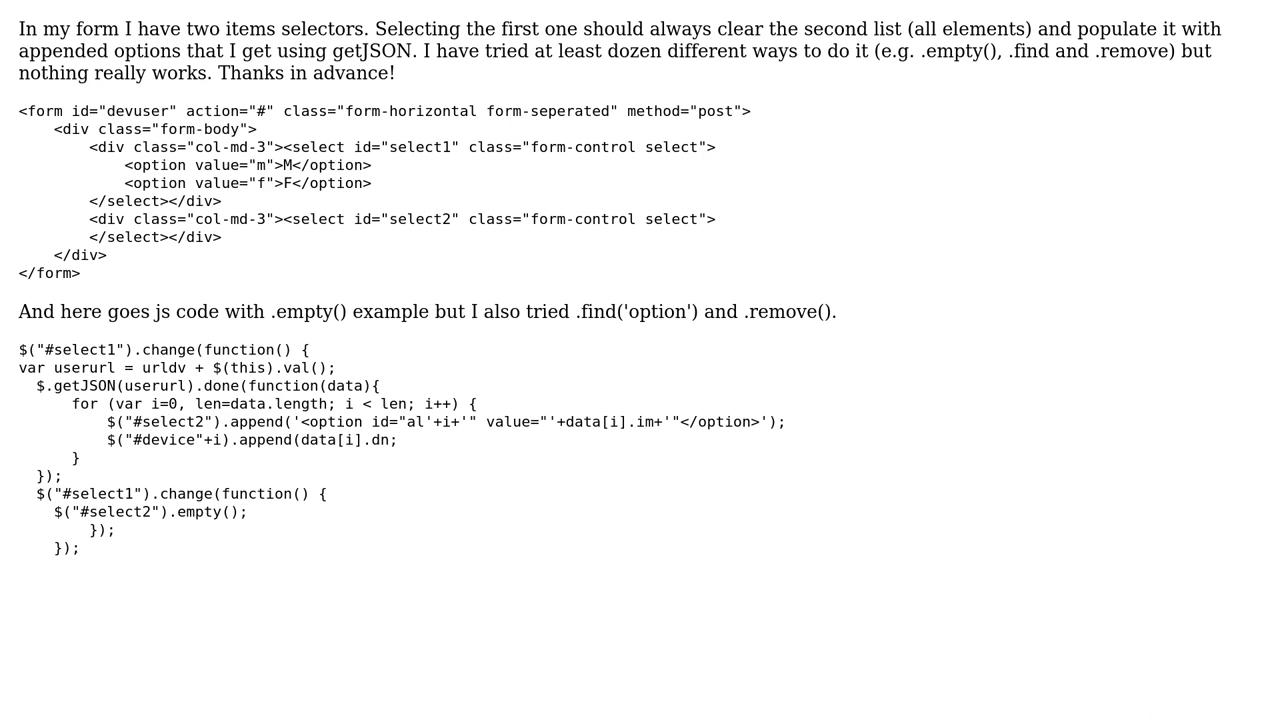 In my form I have two items selectors. Selecting the first one should always clear the second list (all elements) and populate it with
appended options that I get using getJSON. I have tried at least dozen different ways to do it (e.g. .empty(), .find and .remove) but
nothing really works. Thanks in advance!
<form id="devuser" action="#" class="form-horizontal form-seperated" method="post">
    <div class="form-body">
        <div class="col-md-3"><select id="select1" class="form-control select">
            <option value="m">M</option>
            <option value="f">F</option>
        </select></div>
        <div class="col-md-3"><select id="select2" class="form-control select">
        </select></div>
    </div>
</form>
And here goes js code with .empty() example but I also tried .find('option') and .remove().
$("#select1").change(function() {
var userurl = urldv + $(this).val();
  $.getJSON(userurl).done(function(data){
      for (var i=0, len=data.length; i < len; i++) {
          $("#select2").append('<option id="al'+i+'" value="'+data[i].im+'"</option>');
          $("#device"+i).append(data[i].dn;
      }
  });
  $("#select1").change(function() {
    $("#select2").empty();
        });
    });